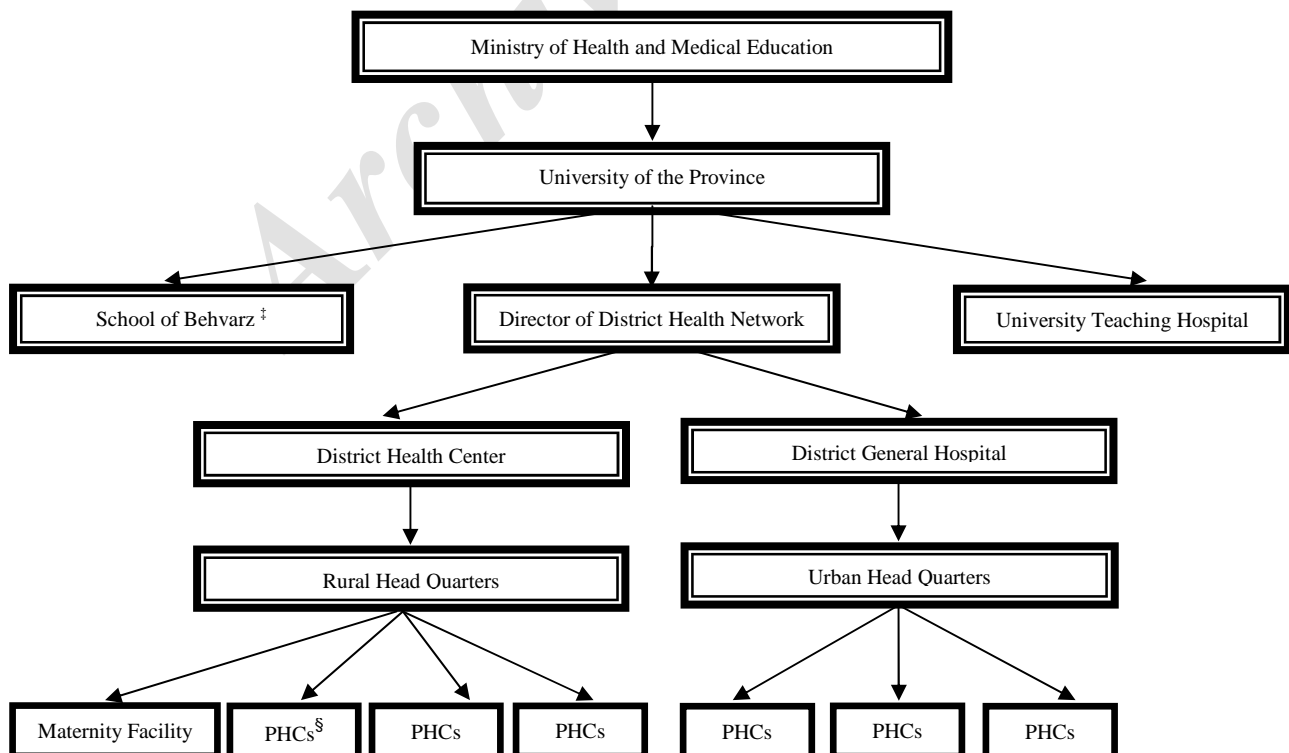 Ministry of Health and Medical Education
University of the Province
School of Behvarz ‡
Director of District Health Network
University Teaching Hospital
District Health Center
District General Hospital
Rural Head Quarters
Urban Head Quarters
Maternity Facility
PHCs§
PHCs
PHCs
PHCs
PHCs
PHCs